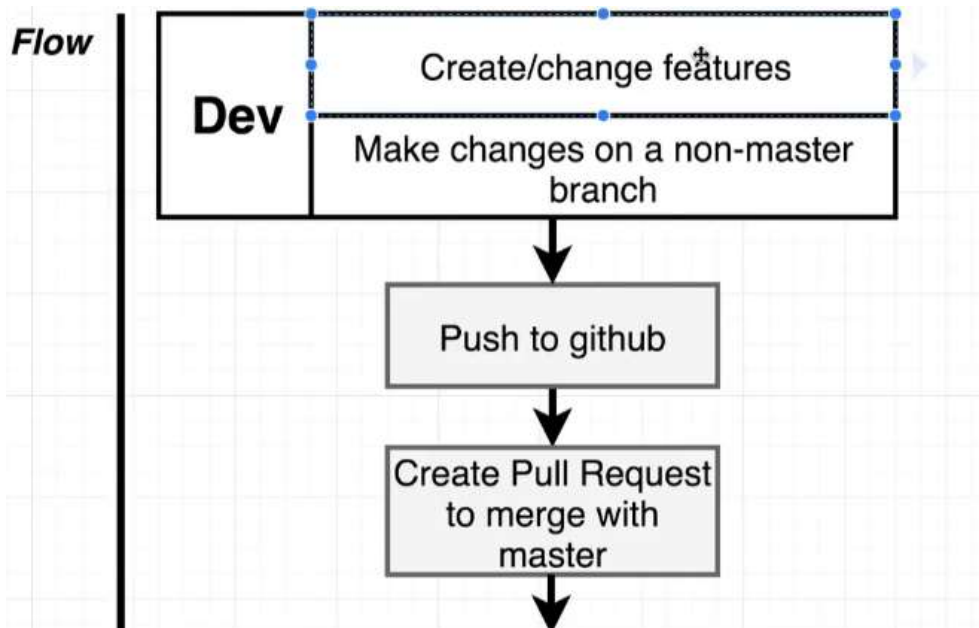 Flow
Dev
Create/change features
Make changes on a non-master
branch
Push to github
Create Pull Request
to merge with
master